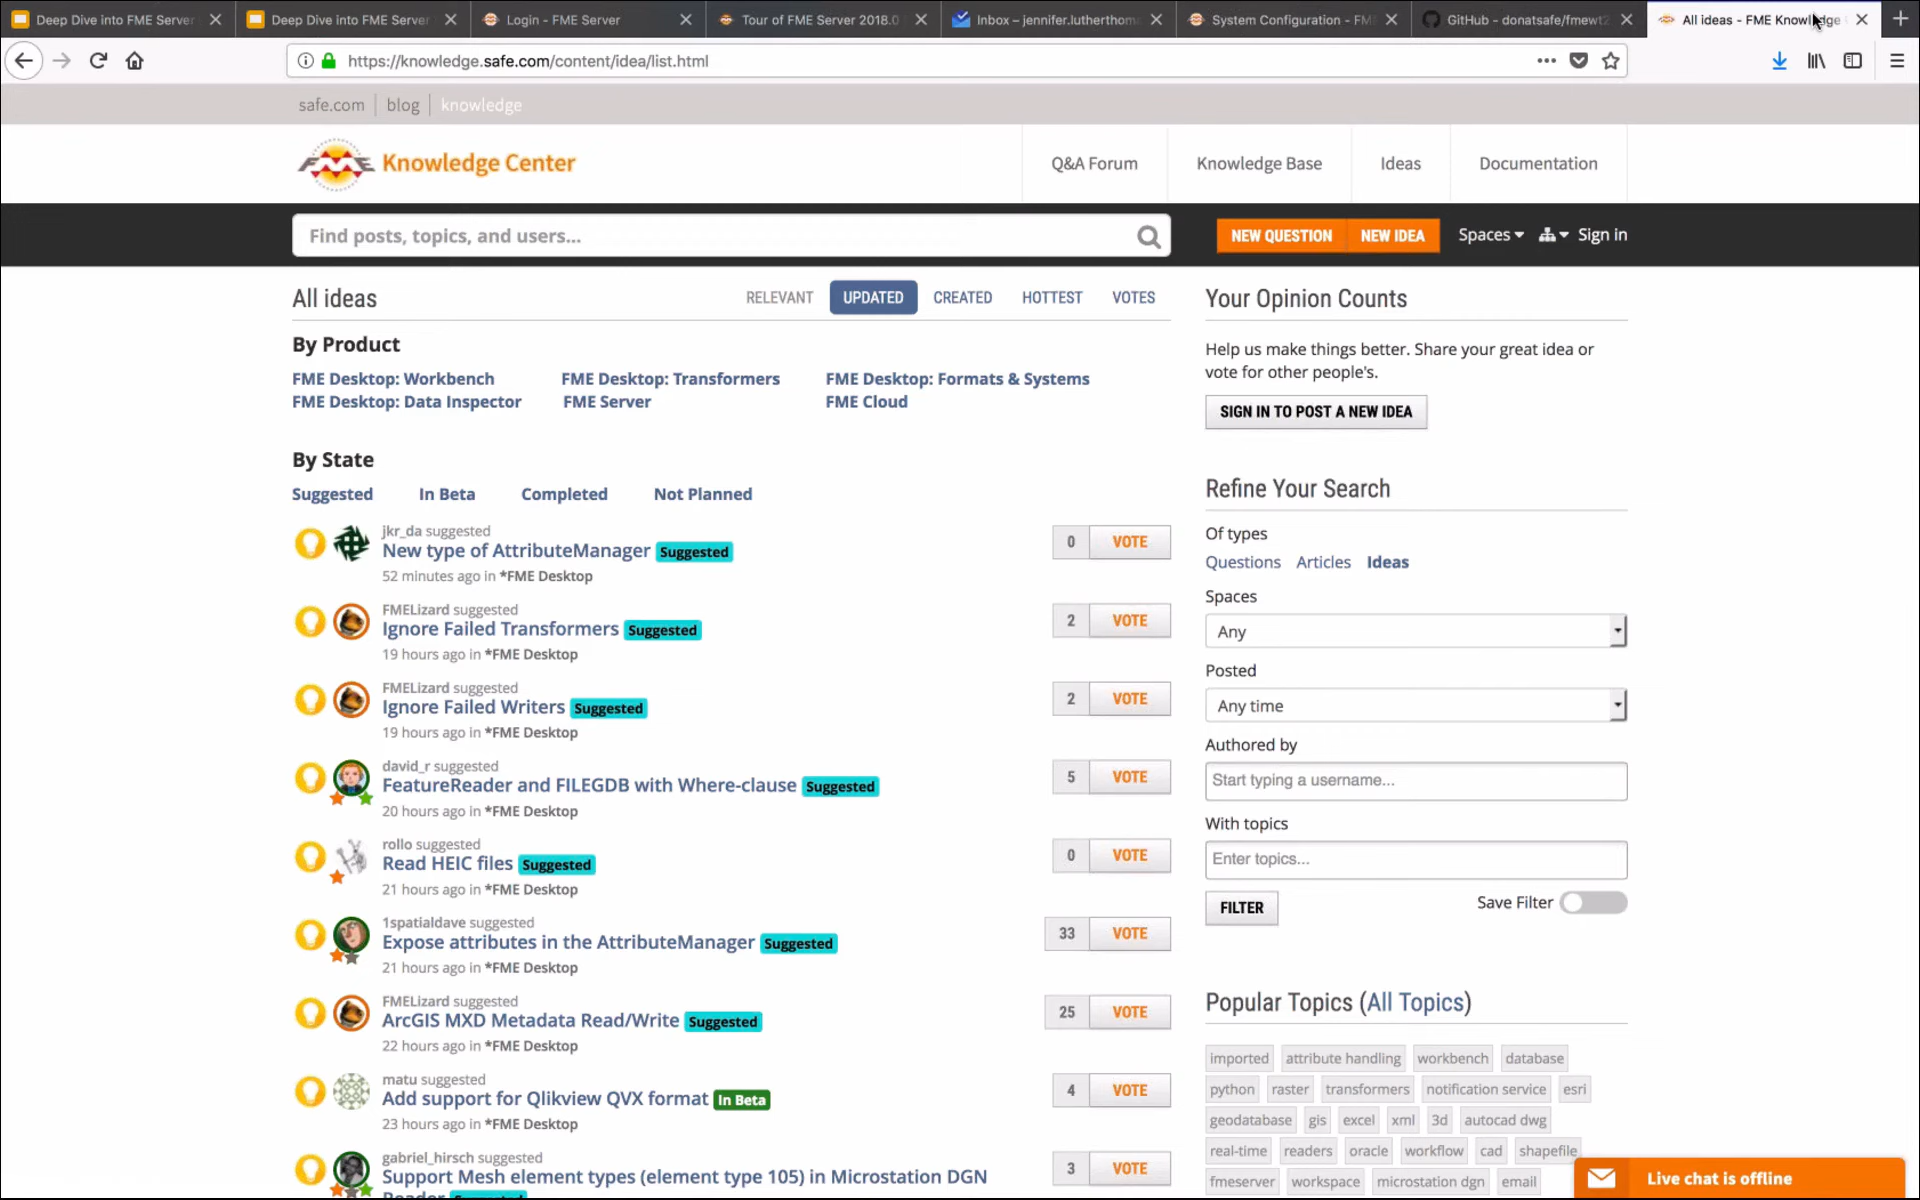 Deep Dive into FME Server
Deep Dive into FME Server
Login - FME Server
Tour of FME Server 2018.0
Inbox – jennifer.lutherthom
System Configuration - FM
GitHub - donatsafe/fmewt2
All ideas - FME Knowledge
https://knowledge.safe.com/content/idea/list.html
safe.com
blog
knowledge
FME
Knowledge Center
Q&A Forum
Knowledge Base
Ideas
Documentation
Find posts, topics, and users...
NEW QUESTION
NEW IDEA
Spaces
Sign in
All ideas
RELEVANT
UPDATED
CREATED
HOTTEST
VOTES
By Product
FME Desktop: Workbench
FME Desktop: Transformers
FME Desktop: Formats & Systems
FME Desktop: Data Inspector
FME Server
FME Cloud
By State
Suggested
In Beta
Completed
Not Planned
jkr_da suggested
New type of AttributeManager Suggested
52 minutes ago in *FME Desktop
0 VOTE
FMELizard suggested
Ignore Failed Transformers Suggested
19 hours ago in *FME Desktop
2 VOTE
FMELizard suggested
Ignore Failed Writers Suggested
19 hours ago in *FME Desktop
2 VOTE
david_r suggested
FeatureReader and FILEGDB with Where-clause Suggested
20 hours ago in *FME Desktop
5 VOTE
rollo suggested
Read HEIC files Suggested
21 hours ago in *FME Desktop
0 VOTE
1spatialdave suggested
Expose attributes in the AttributeManager Suggested
21 hours ago in *FME Desktop
33 VOTE
FMELizard suggested
ArcGIS MXD Metadata Read/Write Suggested
22 hours ago in *FME Desktop
25 VOTE
matu suggested
Add support for Qlikview QVX format In Beta
23 hours ago in *FME Desktop
4 VOTE
gabriel_hirsch suggested
Support Mesh element types (element type 105) in Microstation DGN
Reader Suggested
3 VOTE
Your Opinion Counts
Help us make things better. Share your great idea or
vote for other people's.
SIGN IN TO POST A NEW IDEA
Refine Your Search
Of types
Questions Articles Ideas
Spaces
Any
Posted
Any time
Authored by
Start typing a username...
With topics
Enter topics...
FILTER
Save Filter
Popular Topics (All Topics)
imported attribute handling workbench database
python raster transformers notification service esri
geodatabase gis excel xml 3d autocad dwg
real-time readers oracle workflow cad shapefile
fmeserver workspace microstation dgn email
Live chat is offline